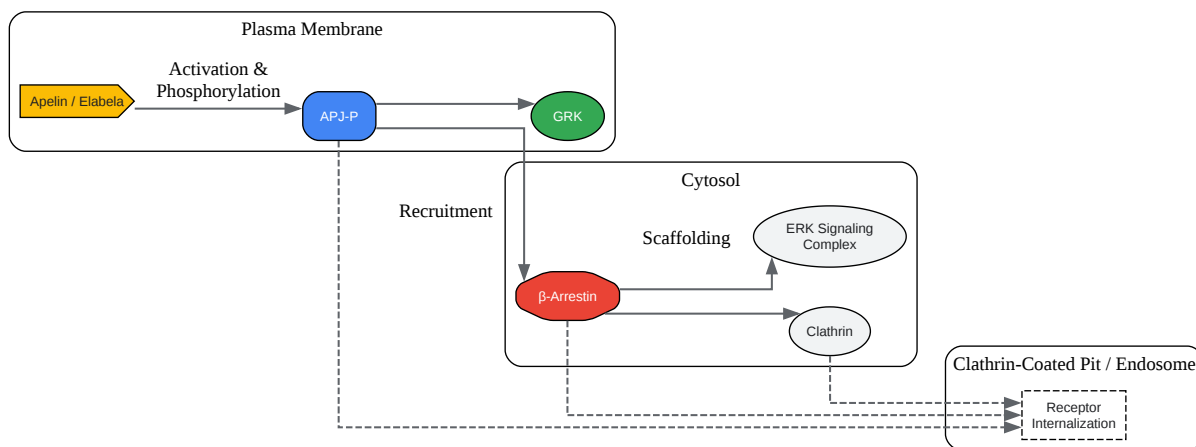 Plasma Membrane
Activation &
Phosphorylation
Apelin / Elabela
APJ-P
GRK
Cytosol
Recruitment
Scaffolding
ERK Signaling
Complex
β-Arrestin
Clathrin
Clathrin-Coated Pit / Endosome
Receptor
Internalization